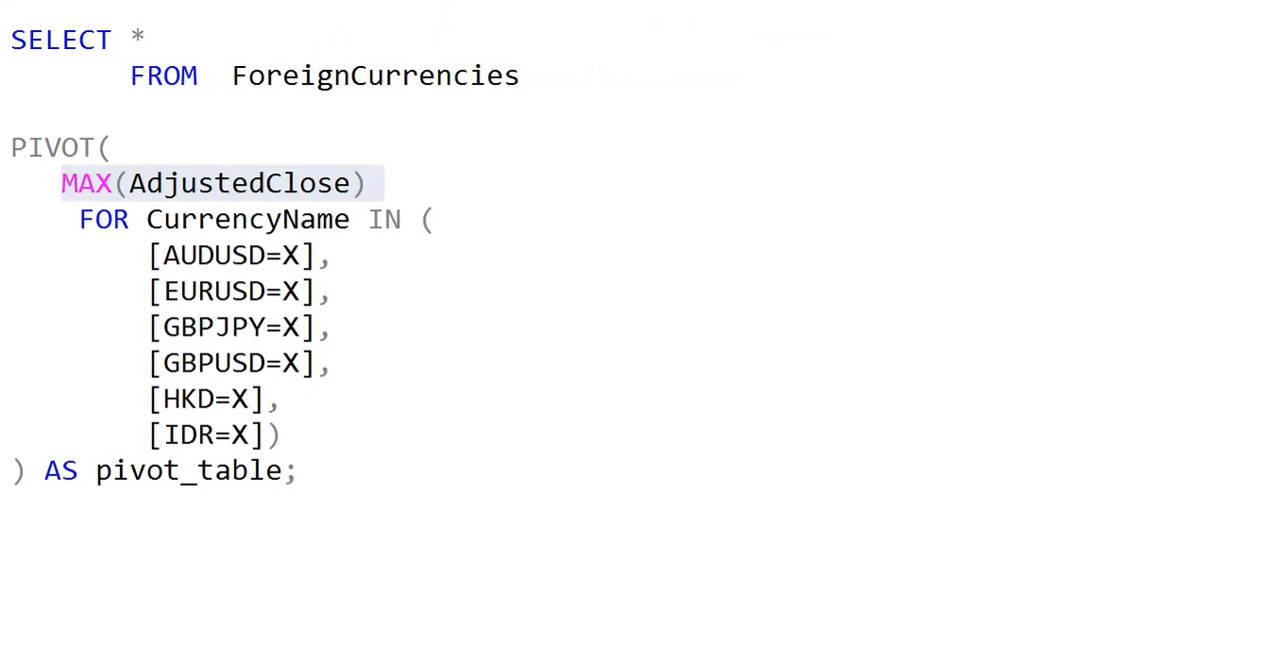 SELECT *
FROM ForeignCurrencies
PIVOT(
MAX(AdjustedClose)
FOR CurrencyName IN (
[AUDUSD=X],
[EURUSD=X],
[GBPJPY=X],
[GBPUSD=X],
[HKD=X],
[IDR=X])
) AS pivot_table;